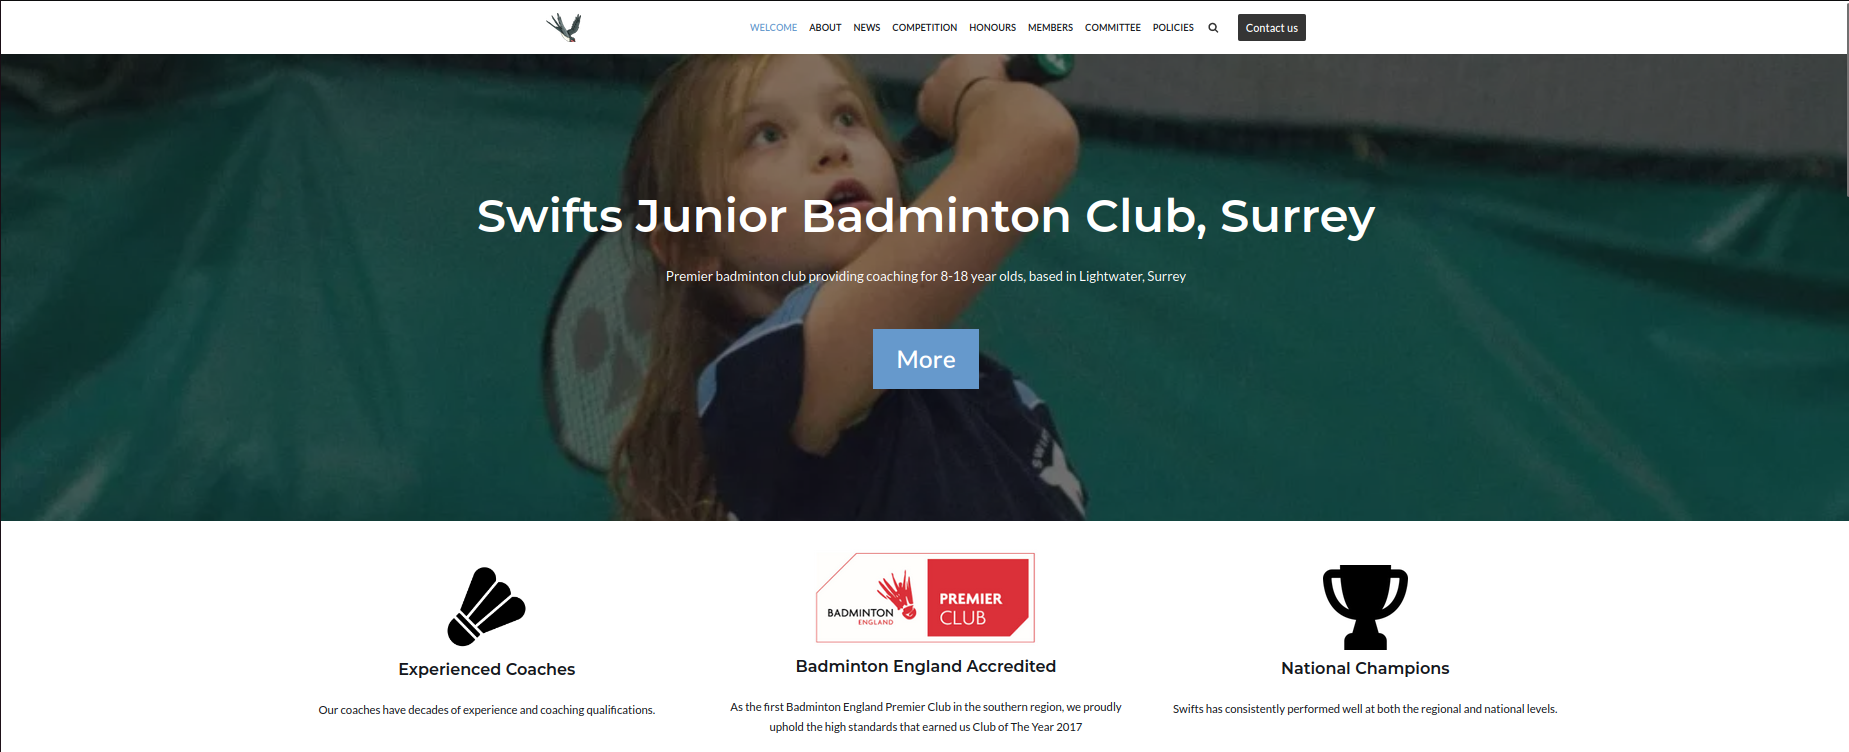 WELCOME ABOUT NEWS COMPETITION HONOURS MEMBERS COMMITTEE POLICIES Contact us
Swifts Junior Badminton Club, Surrey
Premier badminton club providing coaching for 8-18 year olds, based in Lightwater, Surrey
More
BADMINTON
ENGLAND
PREMIER
CLUB
Experienced Coaches
Our coaches have decades of experience and coaching qualifications.
Badminton England Accredited
As the first Badminton England Premier Club in the southern region, we proudly
uphold the high standards that earned us Club of The Year 2017
National Champions
Swifts has consistently performed well at both the regional and national levels.